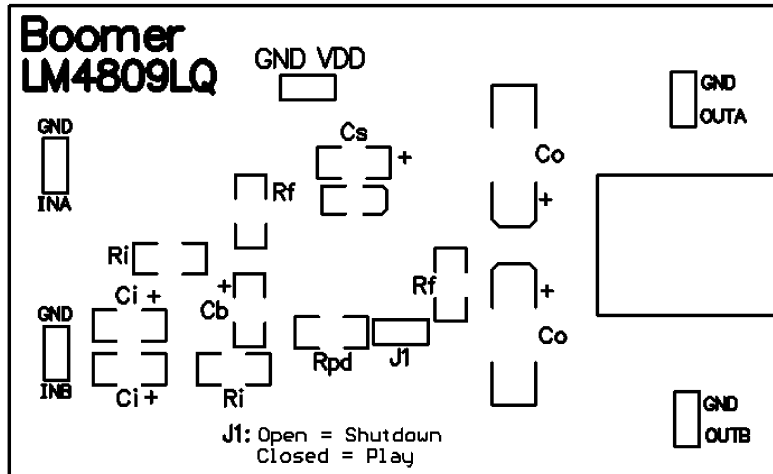 Boomer
LM4809LQ
GND VDD
GND
OUTA
GND
INA
Cs
+
Co
+
Rf
Ri
+
Cb
Ci +
Rf
+
Co
GND
INB
Ci+
Ri
Rpd
J1
GND
OUTB
J1: Open = Shutdown
Closed = Play